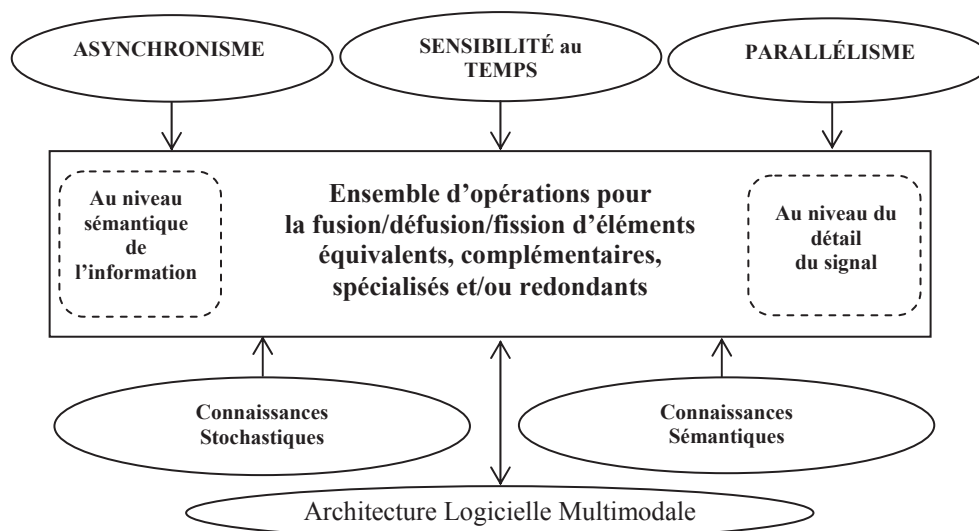 ASYNCHRONISME
SENSIBILITÉ au
TEMPS
PARALLÉLISME
Au niveau
sémantique
de
l’information
Ensemble d’opérations pour
la fusion/défusion/fission d’éléments
équivalents, complémentaires,
spécialisés et/ou redondants
Au niveau du
détail
du signal
Connaissances
Stochastiques
Connaissances
Sémantiques
Architecture Logicielle Multimodale